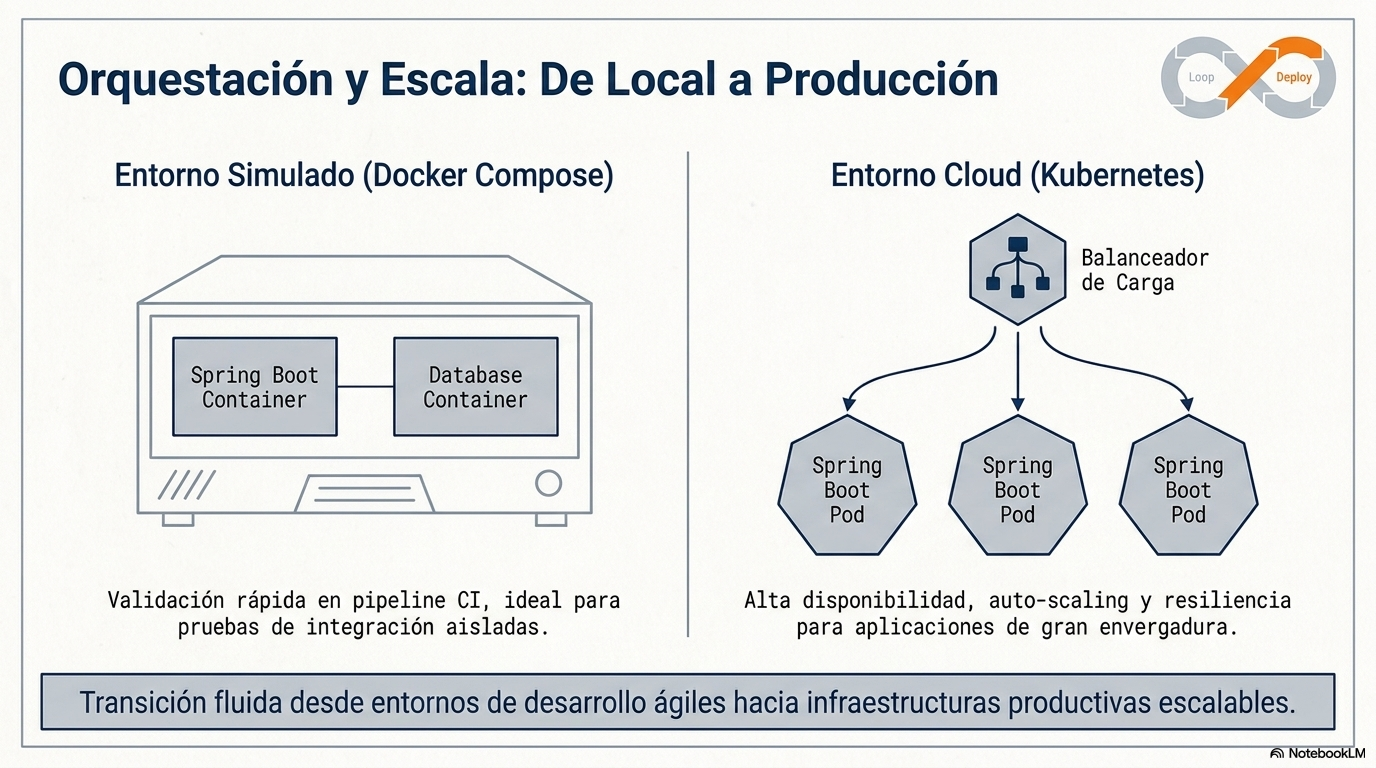 Orquestación y Escala: De Local a Producción
Loop
Deploy
Entorno Simulado (Docker Compose)
Spring Boot
Container
Database
Container
Validación rápida en pipeline CI, ideal para
pruebas de integración aisladas.
Entorno Cloud (Kubernetes)
Balanceador
de Carga
Spring
Boot
Pod
Spring
Boot
Pod
Spring
Boot
Pod
Alta disponibilidad, auto-scaling y resiliencia
para aplicaciones de gran envergadura.
Transición fluida desde entornos de desarrollo ágiles hacia infraestructuras productivas escalables.
NotebookLM